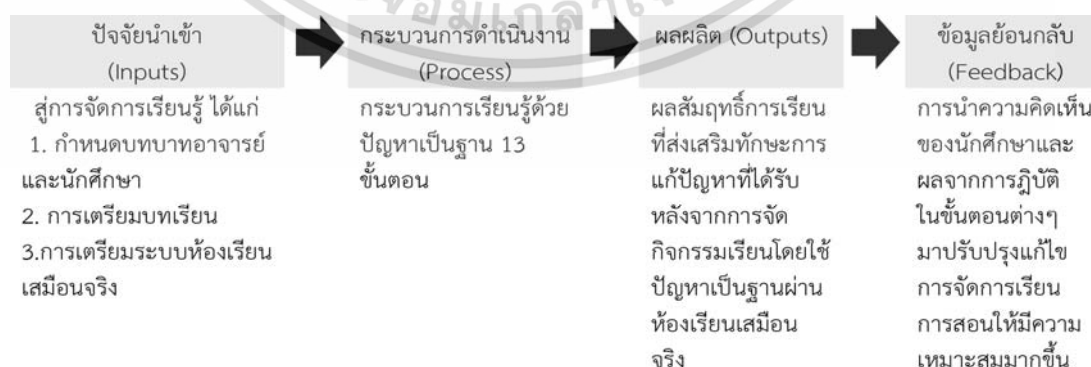 ปัจจัยนำเข้า
(Inputs)
สู่การจัดการเรียนรู้ ได้แก่
1. กำหนดบทบาทอาจารย์
และนักศึกษา
2. การเตรียมบทเรียน
3.การเตรียมระบบห้องเรียน
เสมือนจริง
กระบวนการดำเนินงาน
(Process)
กระบวนการเรียนรู้ด้วย
ปัญหาเป็นฐาน 13
ขั้นตอน
ผลผลิต (Outputs)
ผลสัมฤทธิ์การเรียน
ที่ส่งเสริมทักษะการ
แก้ปัญหาที่ได้รับ
หลังจากการจัด
กิจกรรมเรียนโดยใช้
ปัญหาเป็นฐานผ่าน
ห้องเรียนเสมือน
จริง
ข้อมูลย้อนกลับ
(Feedback)
การนำความคิดเห็น
ของนักศึกษาและ
ผลจากการฎิบัติ
ในขั้นตอนต่างๆ
มาปรับปรุงแก้ไข
การจัดการเรียน
การสอนให้มีความ
เหมาะสมมากขึ้น